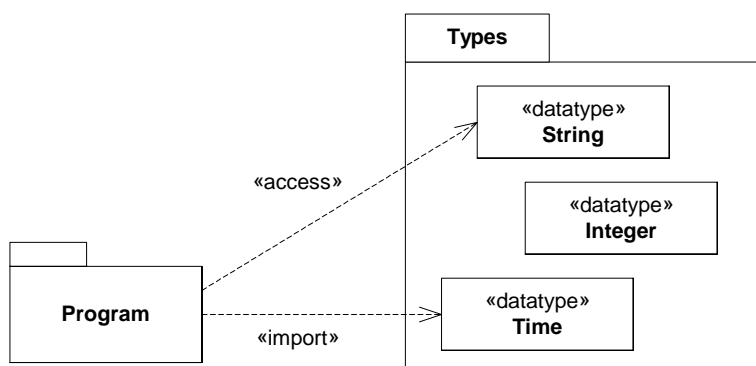 Types
«datatype»
String
«access»
«datatype»
Integer
Program
«datatype»
Time
«import»